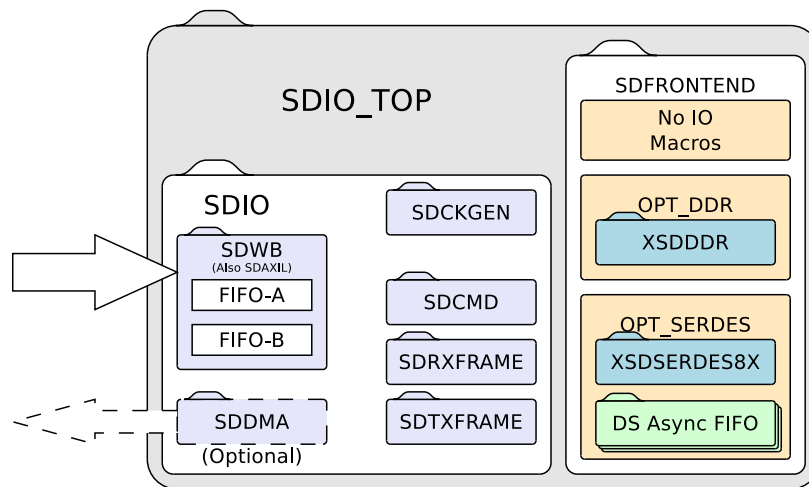 SDIO_TOP
SDIO
SDWB
(Also SDAXIL)
FIFO-A
FIFO-B
SDDMA
(Optional)
SDCKGEN
SDCMD
SDRXFRAME
SDTXFRAME
SDFRONTEND
No IO
Macros
OPT_DDR
XSDDDR
OPT_SERDES
XSDSERDES8X
DS Async FIFO